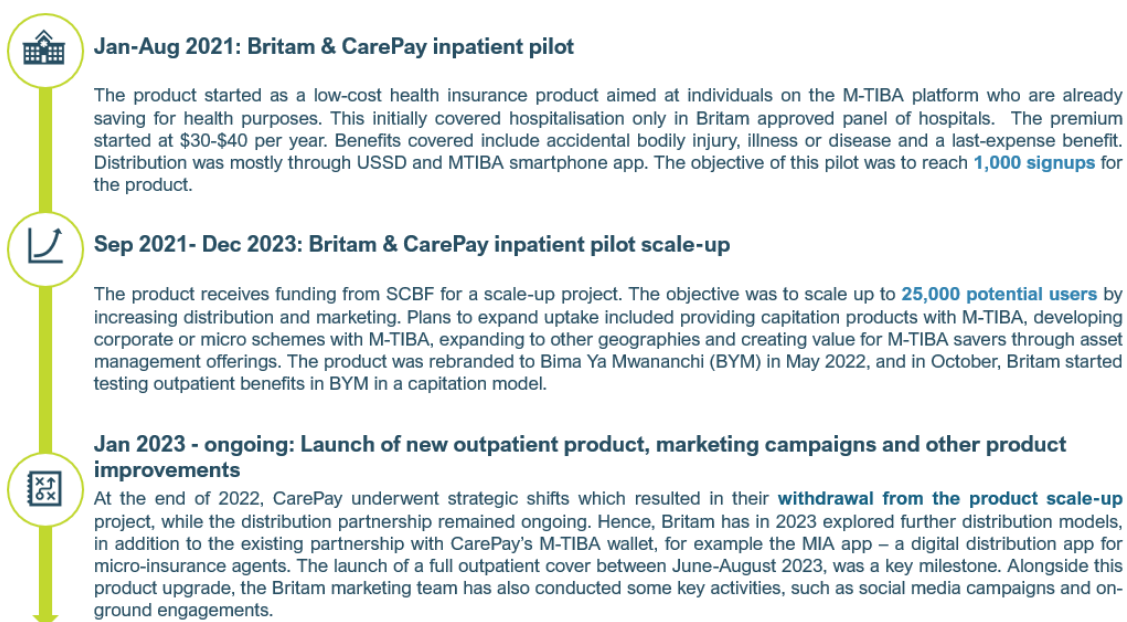 Jan-Aug 2021: Britam & CarePay inpatient pilot
The product started as a low-cost health insurance product aimed at individuals on the M-TIBA platform who are already
saving for health purposes. This initially covered hospitalisation only in Britam approved panel of hospitals. The premium
started at $30-$40 per year. Benefits covered include accidental bodily injury, illness or disease and a last-expense benefit.
Distribution was mostly through USSD and MTIBA smartphone app. The objective of this pilot was to reach 1,000 signups for
the product.
Sep 2021- Dec 2023: Britam & CarePay inpatient pilot scale-up
The product receives funding from SCBF for a scale-up project. The objective was to scale up to 25,000 potential users by
increasing distribution and marketing. Plans to expand uptake included providing capitation products with M-TIBA, developing
corporate or micro schemes with M-TIBA, expanding to other geographies and creating value for M-TIBA savers through asset
management offerings. The product was rebranded to Bima Ya Mwananchi (BYM) in May 2022, and in October, Britam started
testing outpatient benefits in BYM in a capitation model.
Jan 2023 - ongoing: Launch of new outpatient product, marketing campaigns and other product
improvements
At the end of 2022, CarePay underwent strategic shifts which resulted in their withdrawal from the product scale-up
project, while the distribution partnership remained ongoing. Hence, Britam has in 2023 explored further distribution models,
in addition to the existing partnership with CarePay's M-TIBA wallet, for example the MIA app – a digital distribution app for
micro-insurance agents. The launch of a full outpatient cover between June-August 2023, was a key milestone. Alongside this
product upgrade, the Britam marketing team has also conducted some key activities, such as social media campaigns and on-
ground engagements.